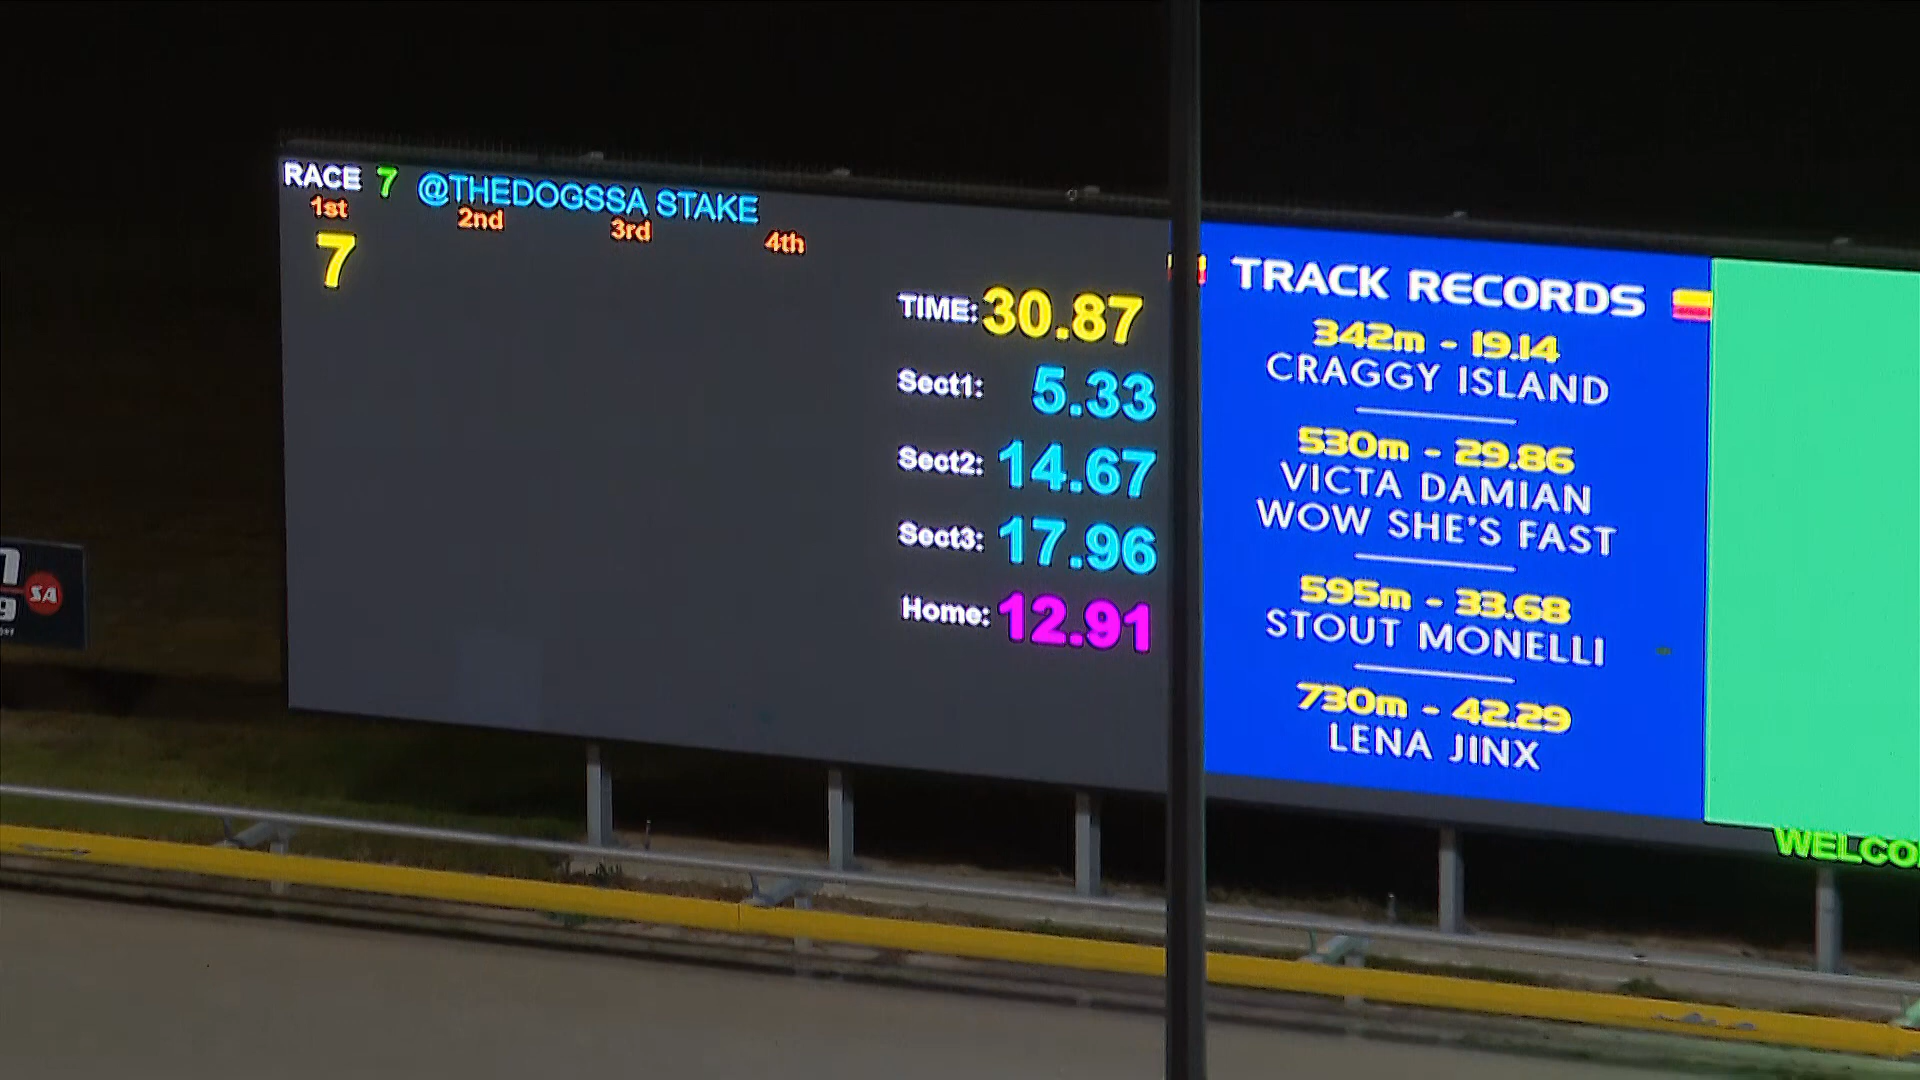 RACE 7 @THEDOGSSA STAKE
1st 2nd 3rd 4th
7
TIME: 30.87
Sect1: 5.33
Sect2: 14.67
Sect3: 17.96
Home: 12.91
TRACK RECORDS
342m - 19.14
CRAGGY ISLAND
530m - 29.86
VICTA DAMIAN
WOW SHE'S FAST
595m - 33.68
STOUT MONELLI
730m - 42.29
LENA JINX
WELCO
SA